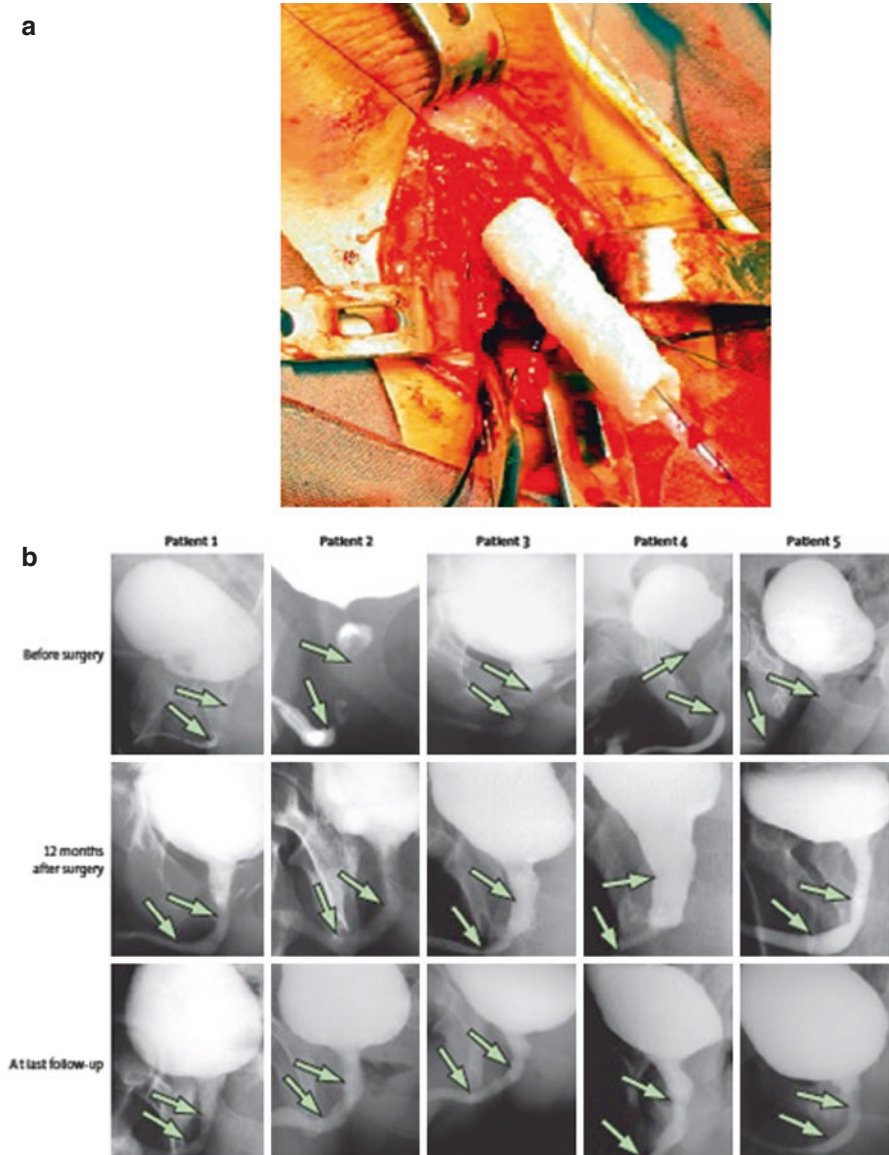 a
b
Patient 1
Patient 2
Patient 3
Patient 4
Patient 5
Before surgery
12 months
after surgery
At last follow-up